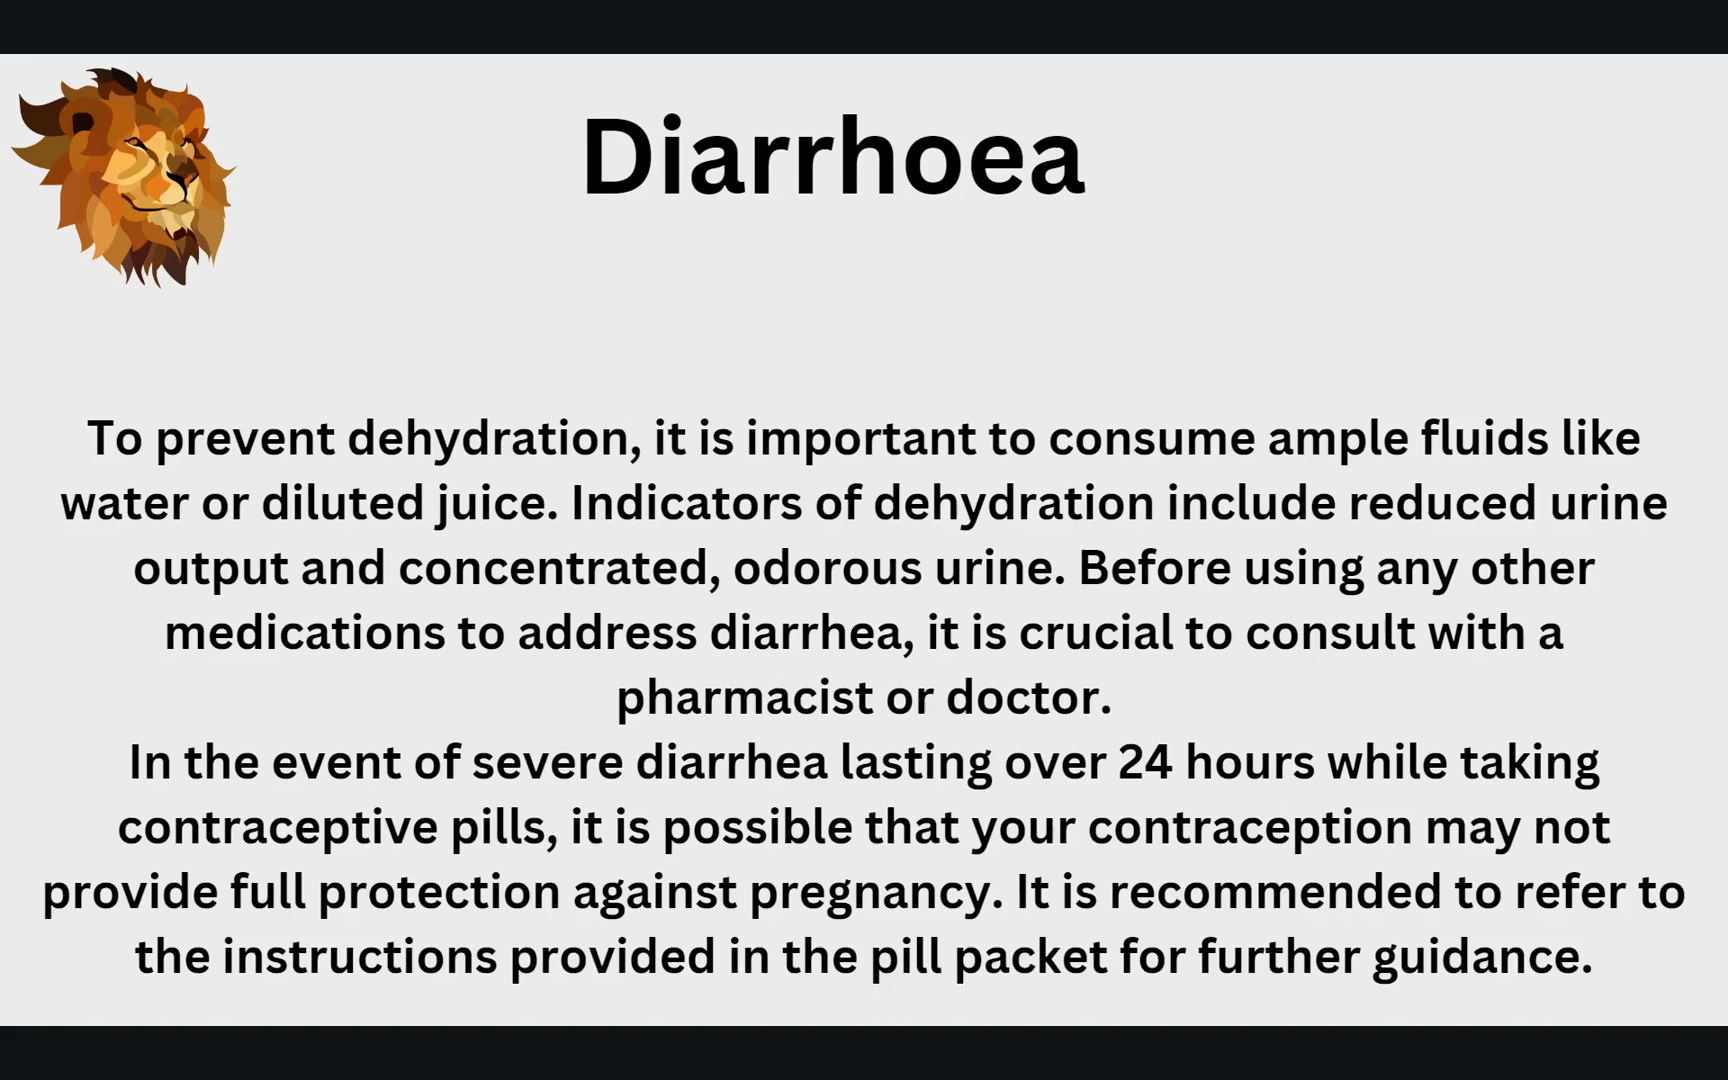 Diarrhoea
To prevent dehydration, it is important to consume ample fluids like
water or diluted juice. Indicators of dehydration include reduced urine
output and concentrated, odorous urine. Before using any other
medications to address diarrhea, it is crucial to consult with a
pharmacist or doctor.
In the event of severe diarrhea lasting over 24 hours while taking
contraceptive pills, it is possible that your contraception may not
provide full protection against pregnancy. It is recommended to refer to
the instructions provided in the pill packet for further guidance.